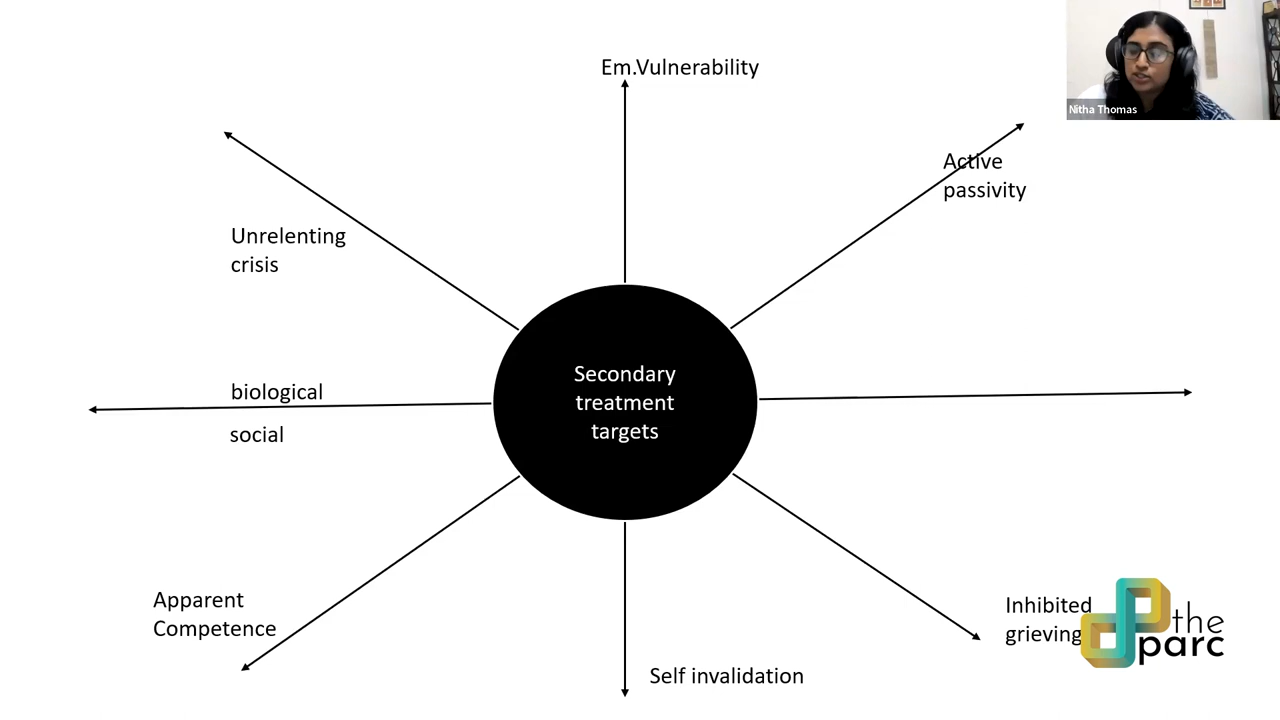 Em.Vulnerability
Nitha Thomas
Active
passivity
Unrelenting
crisis
Secondary
treatment
targets
biological
social
Apparent
Competence
Inhibited
grieving
the
parc
Self invalidation